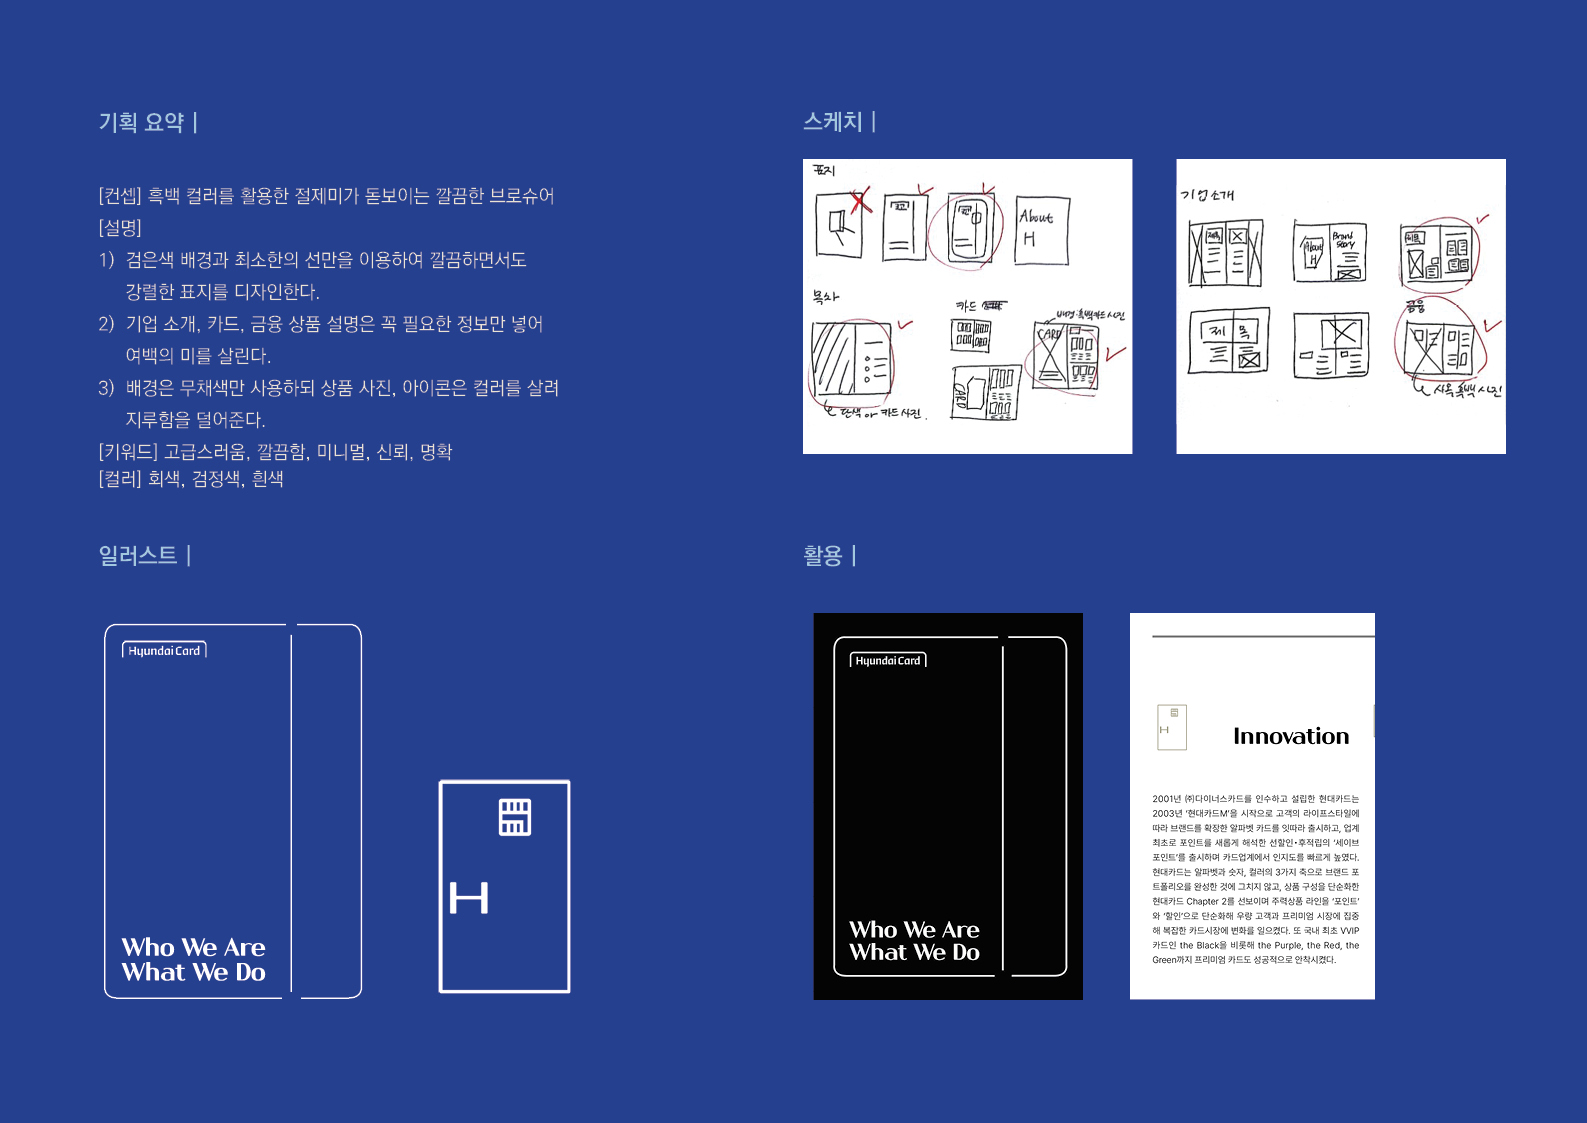 기획 요약 |
[컨셉] 흑백 컬러를 활용한 절제미가 돋보이는 깔끔한 브로슈어
[설명]
1) 검은색 배경과 최소한의 선만을 이용하여 깔끔하면서도
강렬한 표지를 디자인한다.
2) 기업 소개, 카드, 금융 상품 설명은 꼭 필요한 정보만 넣어
여백의 미를 살린다.
3) 배경은 무채색만 사용하되 상품 사진, 아이콘은 컬러를 살려
지루함을 덜어준다.
[키워드] 고급스러움, 깔끔함, 미니멀, 신뢰, 명확
[컬러] 회색, 검정색, 흰색
스케치 |
표지
About
H
목차
카드
배경-흑백카드사진
CARD
CARD
단색 or 카드사진.
기업소개
제목
About
H
Brand
Story
제목
제 목
금융
사옥 흑백 사진
일러스트 |
Hyundai Card
Who We Are
What We Do
H
활용 |
Hyundai Card
Who We Are
What We Do
H
Innovation
2001년 ㈜다이너스카드를 인수하고 설립한 현대카드는
2003년 '현대카드M'을 시작으로 고객의 라이프스타일에
따라 브랜드를 확장한 알파벳 카드를 잇따라 출시하고, 업계
최초로 포인트를 새롭게 해석한 선할인•후적립의 '세이브
포인트'를 출시하며 카드업계에서 인지도를 빠르게 높였다.
현대카드는 알파벳과 숫자, 컬러의 3가지 축으로 브랜드 포
트폴리오를 완성한 것에 그치지 않고, 상품 구성을 단순화한
현대카드 Chapter 2를 선보이며 주력상품 라인을 '포인트'
와 '할인'으로 단순화해 우량 고객과 프리미엄 시장에 집중
해 복잡한 카드시장에 변화를 일으켰다. 또 국내 최초 VVIP
카드인 the Black을 비롯해 the Purple, the Red, the
Green까지 프리미엄 카드도 성공적으로 안착시켰다.